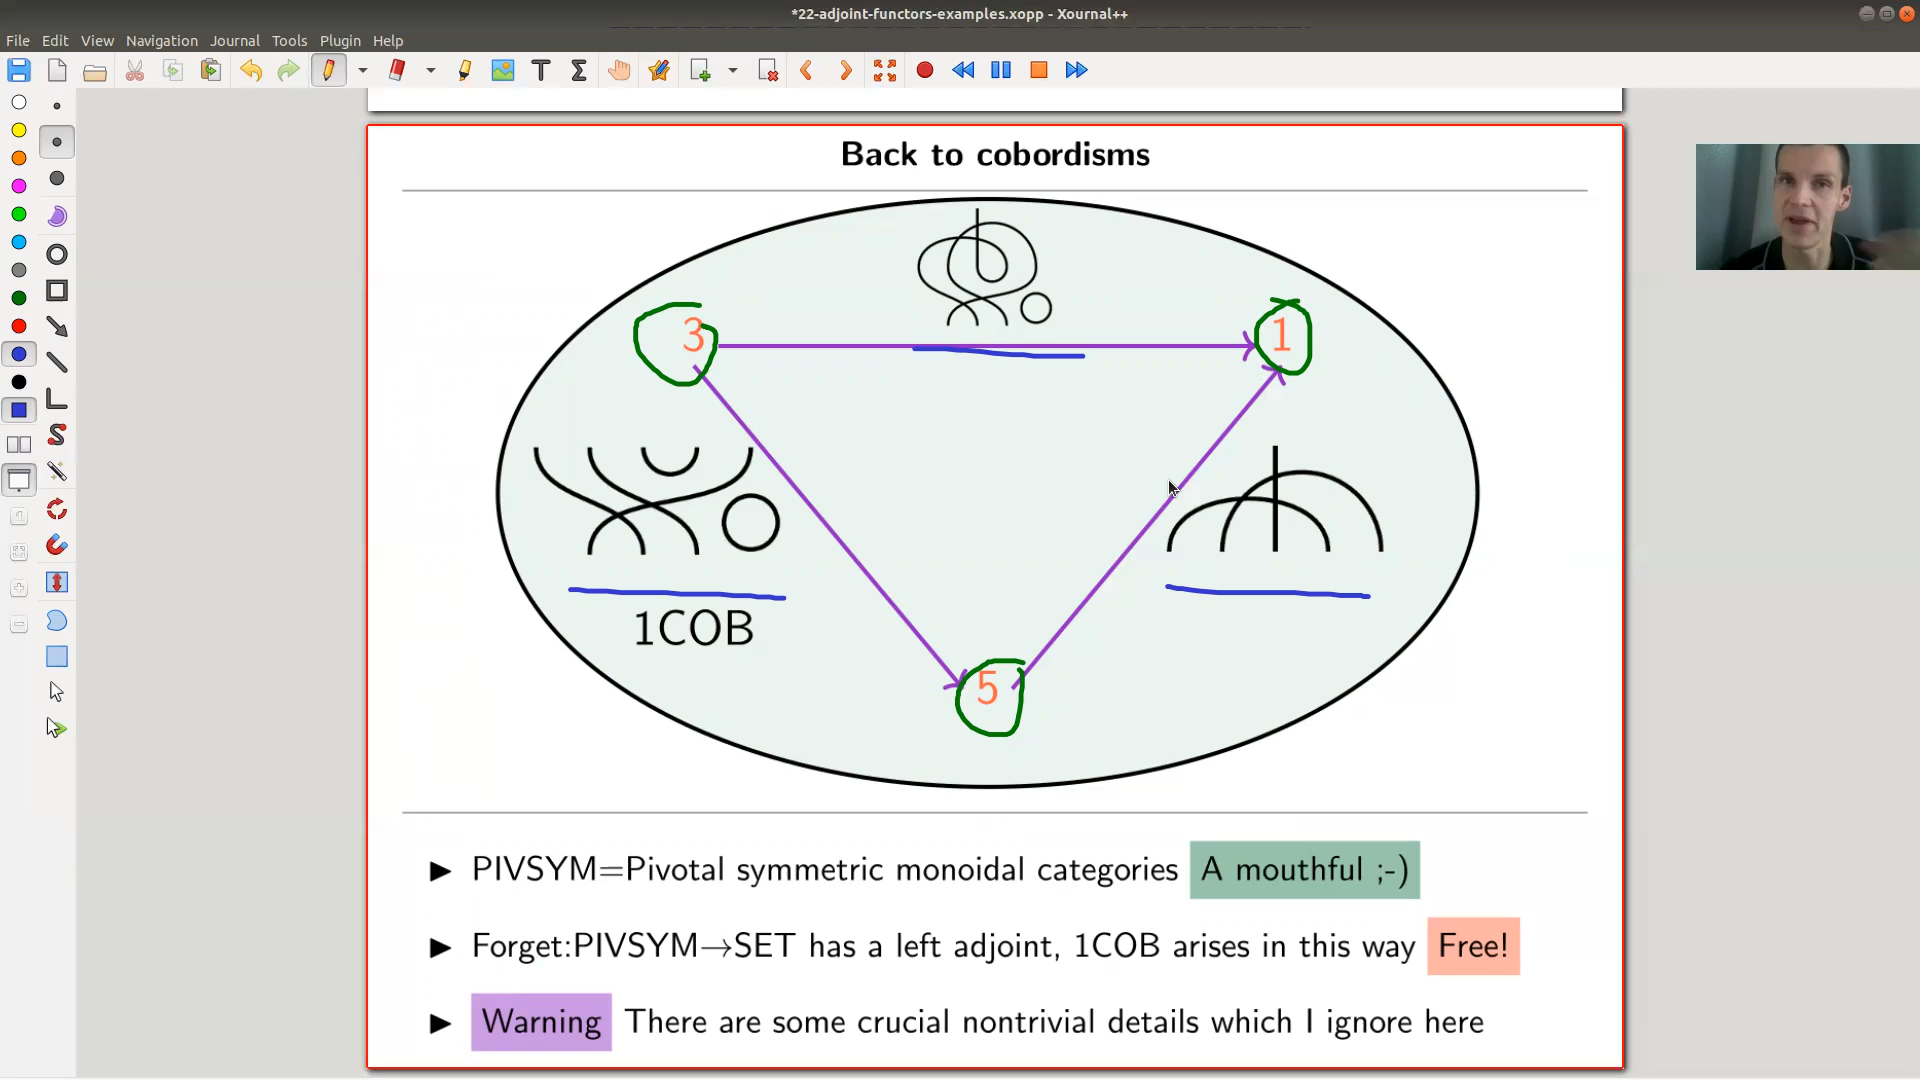 *22-adjoint-functors-examples.xopp - Xournal++
File Edit View Navigation Journal Tools Plugin Help
Back to cobordisms
3
1
1COB
5
▶ PIVSYM=Pivotal symmetric monoidal categories A mouthful ;-)
▶ Forget:PIVSYM→SET has a left adjoint, 1COB arises in this way Free!
▶ Warning There are some crucial nontrivial details which I ignore here